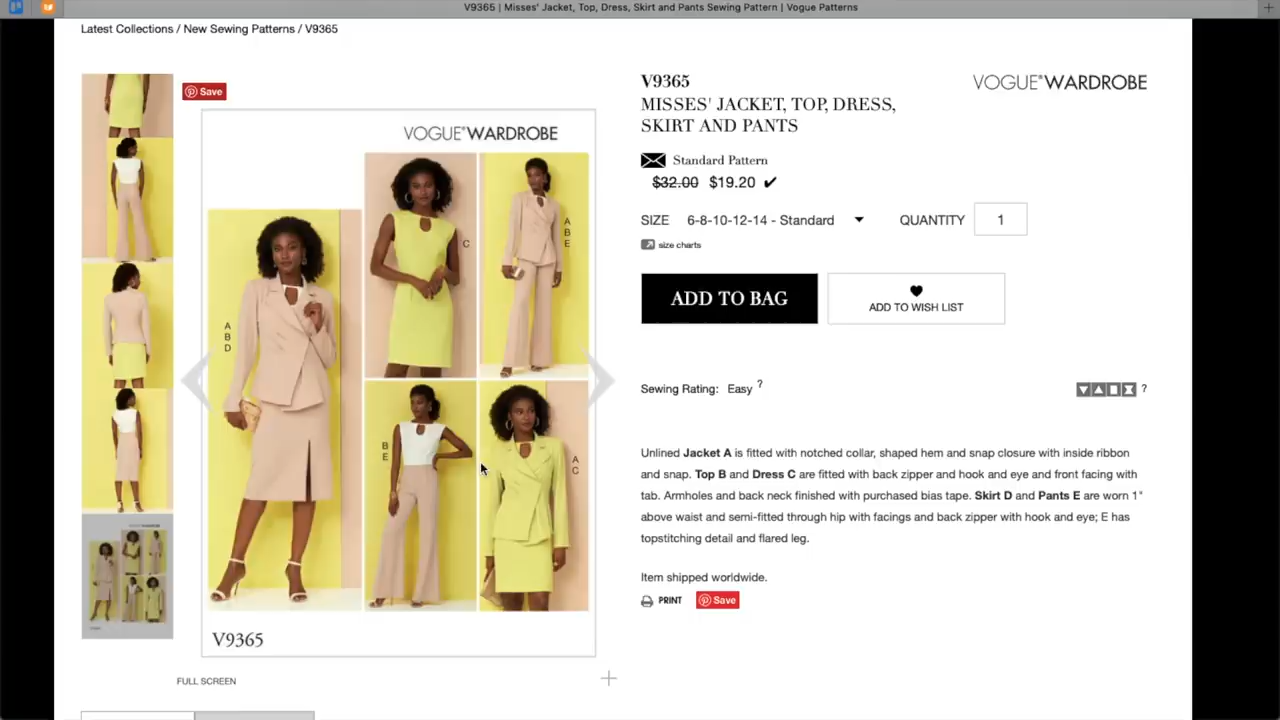 V9365 | Misses' Jacket, Top, Dress, Skirt and Pants Sewing Pattern | Vogue Patterns
Latest Collections / New Sewing Patterns / V9365
Save
VOGUE®WARDROBE
A
B
D
C
A
B
E
B
E
A
C
V9365
FULL SCREEN
V9365
VOGUE®WARDROBE
MISSES' JACKET, TOP, DRESS,
SKIRT AND PANTS
Standard Pattern
$32.00 $19.20
SIZE 6-8-10-12-14 - Standard QUANTITY 1
size charts
ADD TO BAG
ADD TO WISH LIST
Sewing Rating: Easy ? ?
Unlined Jacket A is fitted with notched collar, shaped hem and snap closure with inside ribbon
and snap. Top B and Dress C are fitted with back zipper and hook and eye and front facing with
tab. Armholes and back neck finished with purchased bias tape. Skirt D and Pants E are worn 1"
above waist and semi-fitted through hip with facings and back zipper with hook and eye; E has
topstitching detail and flared leg.
Item shipped worldwide.
PRINT Save